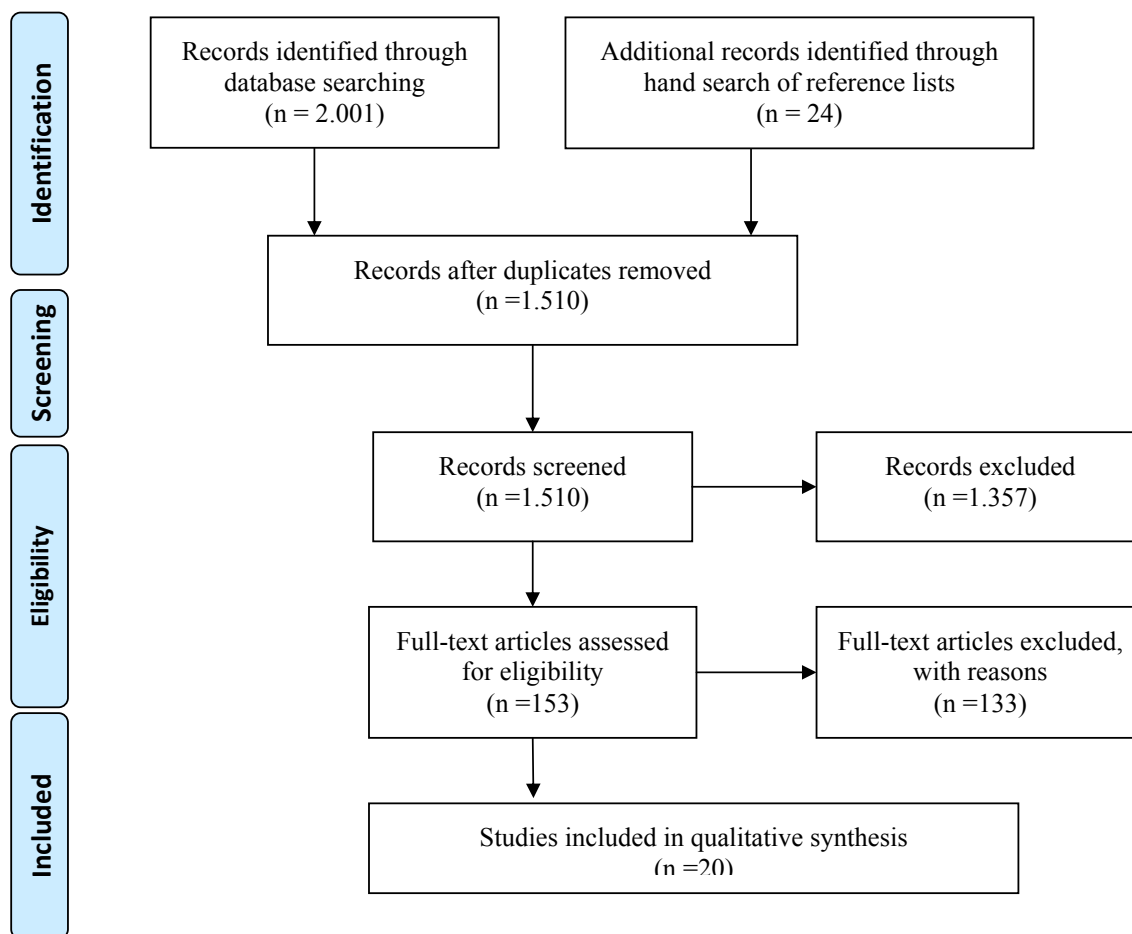 Identification
Records identified through
database searching
(n = 2.001)
Additional records identified through
hand search of reference lists
(n = 24)
Records after duplicates removed
(n =1.510)
Screening
Records screened
(n =1.510)
Records excluded
(n =1.357)
Eligibility
Full-text articles assessed
for eligibility
(n =153)
Full-text articles excluded,
with reasons
(n =133)
Included
Studies included in qualitative synthesis
(n =20)